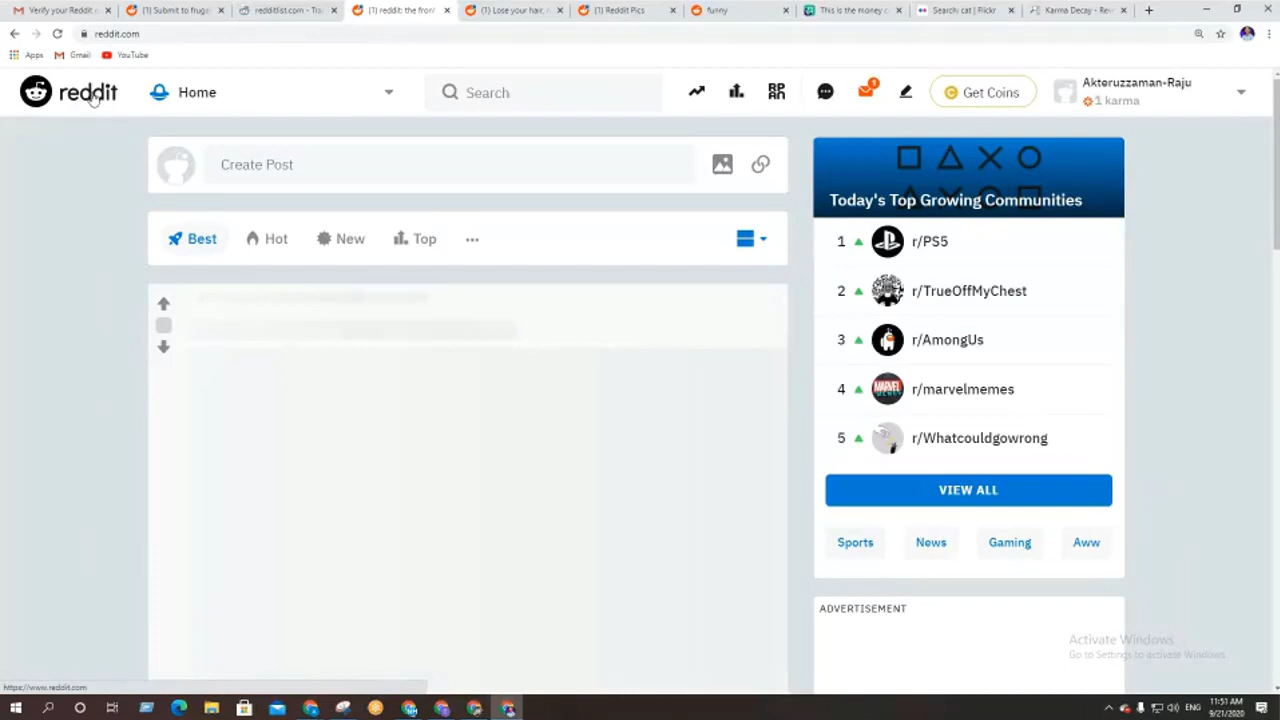 Verify your Reddit e
(1) Submit to fruga
redditlist.com - Tra
(1) reddit: the front
(1) Lose your hair, n
(1) Reddit Pics
funny
This is the money c
Search: cat | Flickr
Karma Decay - Rev
reddit.com
Apps
Gmail
YouTube
reddit
Home
Search
RP
AN
1
Get Coins
Akteruzzaman-Raju
1 karma
Create Post
Best
Hot
New
Top
Today's Top Growing Communities
1 r/PS5
2 r/TrueOffMyChest
3 r/AmongUs
4 r/marvelmemes
5 r/Whatcouldgowrong
VIEW ALL
Sports
News
Gaming
Aww
ADVERTISEMENT
Activate Windows
Go to Settings to activate Windows.
https://www.reddit.com
ENG
11:51 AM
9/21/2020